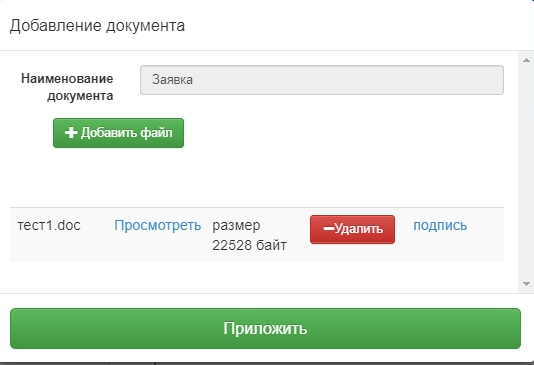 Добавление документа
Наименование
документа
Заявка
Добавить файл
тест1.doc Просмотреть размер Удалить подпись
22528 байт
Приложить